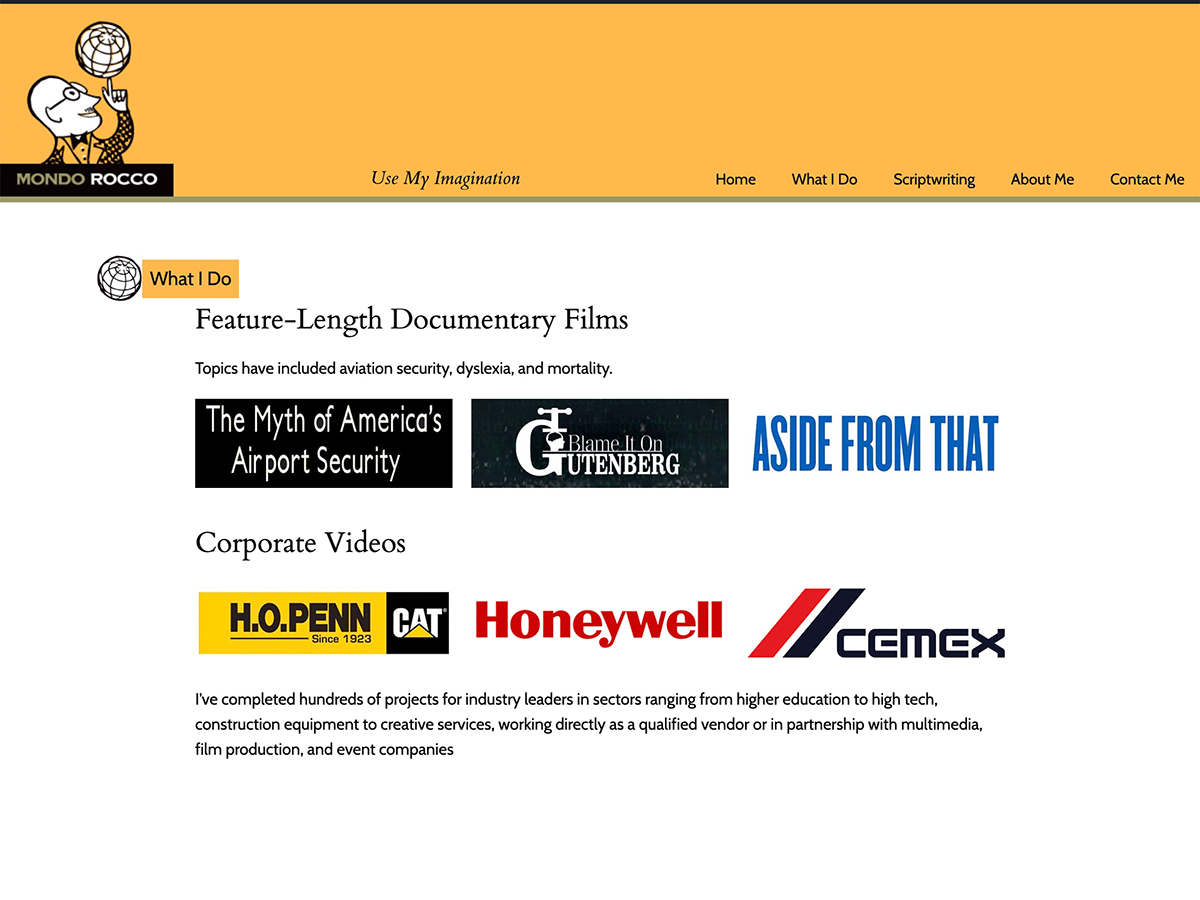 MONDO ROCCO
Use My Imagination
Home
What I Do
Scriptwriting
About Me
Contact Me
What I Do
Feature-Length Documentary Films
Topics have included aviation security, dyslexia, and mortality.
The Myth of America's
Airport Security
Blame It On
GUTENBERG
ASIDE FROM THAT
Corporate Videos
H.O.PENN
Since 1923
CAT®
Honeywell
CEMEX
I've completed hundreds of projects for industry leaders in sectors ranging from higher education to high tech,
construction equipment to creative services, working directly as a qualified vendor or in partnership with multimedia,
film production, and event companies